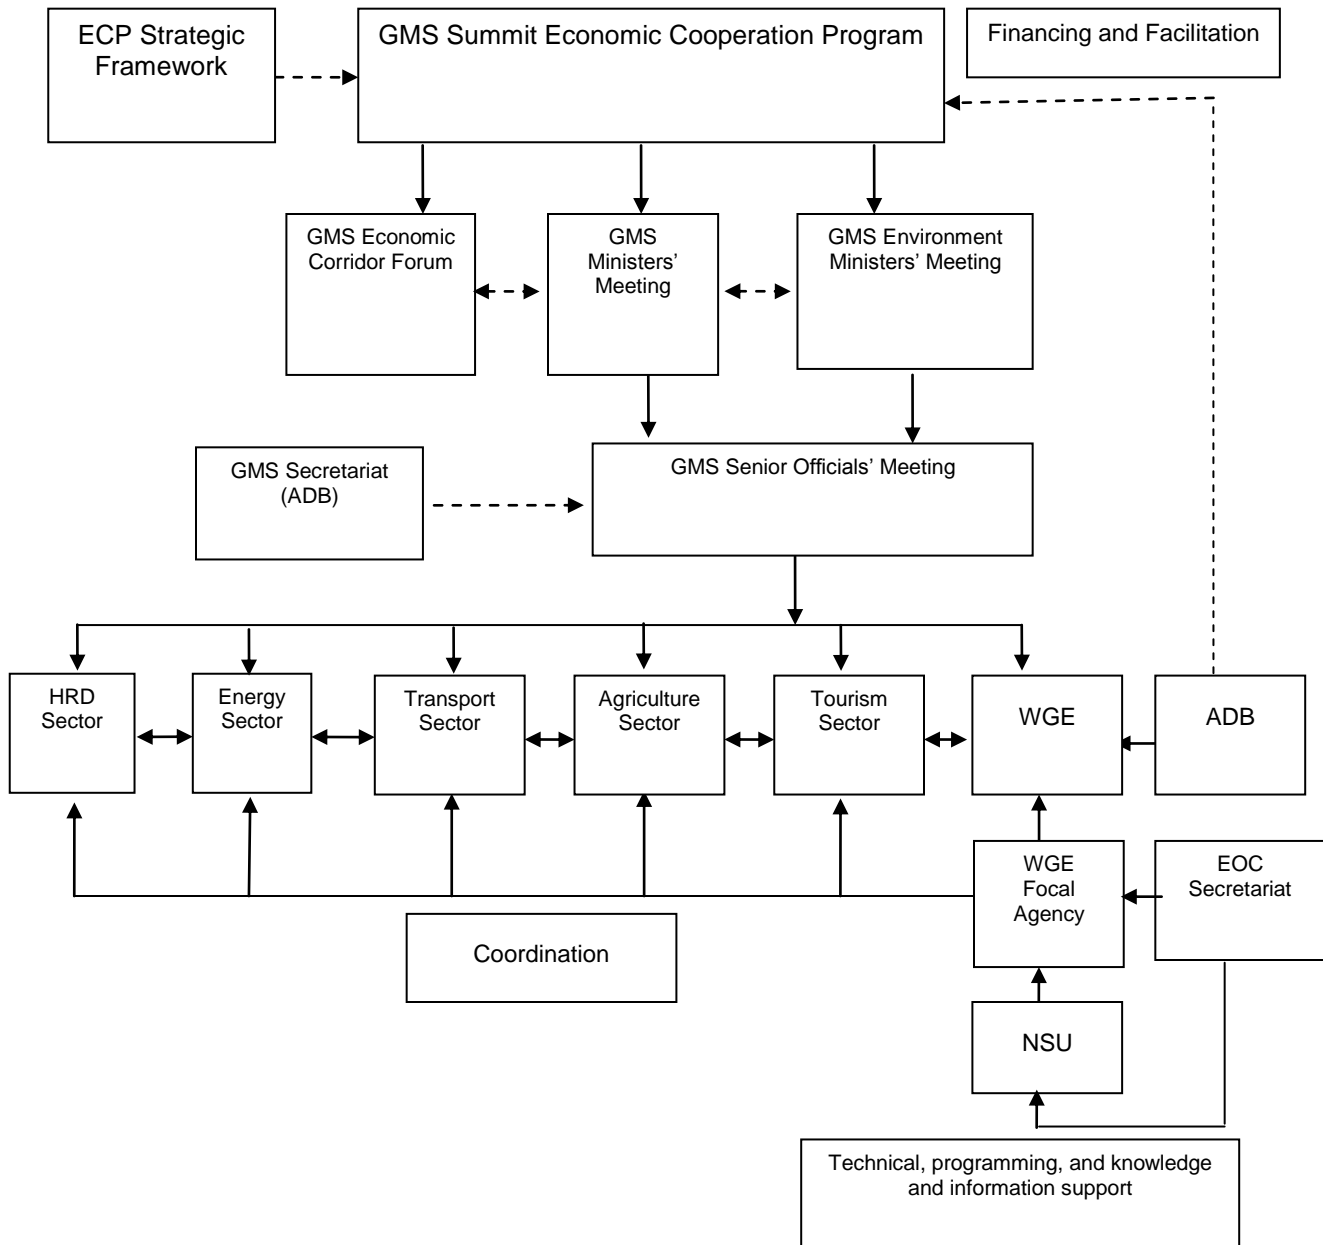 ECP Strategic
Framework
GMS Summit Economic Cooperation Program
Financing and Facilitation
GMS Economic
Corridor Forum
GMS
Ministers’
Meeting
GMS Environment
Ministers’ Meeting
GMS Secretariat
(ADB)
GMS Senior Officials’ Meeting
HRD
Sector
Energy
Sector
Transport
Sector
Agriculture
Sector
Tourism
Sector
WGE
ADB
WGE
Focal
Agency
EOC
Secretariat
Coordination
NSU
Technical, programming, and knowledge
and information support